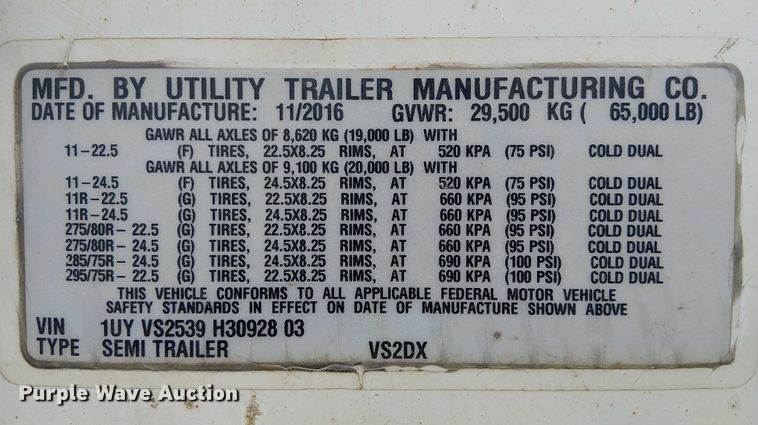 MFD. BY UTILITY TRAILER MANUFACTURING CO.
DATE OF MANUFACTURE: 11/2016 GVWR: 29,500 KG ( 65,000 LB)
GAWR ALL AXLES OF 8,620 KG (19,000 LB) WITH
11-22.5 (F) TIRES, 22.5X8.25 RIMS, AT 520 KPA (75 PSI) COLD DUAL
GAWR ALL AXLES OF 9,100 KG (20,000 LB) WITH
11-24.5 (F) TIRES, 24.5X8.25 RIMS, AT 520 KPA (75 PSI) COLD DUAL
11R-22.5 (G) TIRES, 22.5X8.25 RIMS, AT 660 KPA (95 PSI) COLD DUAL
11R-24.5 (G) TIRES, 24.5X8.25 RIMS, AT 660 KPA (95 PSI) COLD DUAL
275/80R- 22.5 (G) TIRES, 22.5X8.25 RIMS, AT 660 KPA (95 PSI) COLD DUAL
275/80R- 24.5 (G) TIRES, 24.5X8.25 RIMS, AT 660 KPA (95 PSI) COLD DUAL
285/75R- 24.5 (G) TIRES, 24.5X8.25 RIMS, AT 690 KPA (100 PSI) COLD DUAL
295/75R- 22.5 (G) TIRES, 22.5X8.25 RIMS, AT 690 KPA (100 PSI) COLD DUAL
THIS VEHICLE CONFORMS TO ALL APPLICABLE FEDERAL MOTOR VEHICLE
SAFETY STANDARDS IN EFFECT ON DATE OF MANUFACTURE SHOWN ABOVE
VIN 1UY VS2539 H30928 03
TYPE SEMI TRAILER VS2DX
Purple Wave Auction